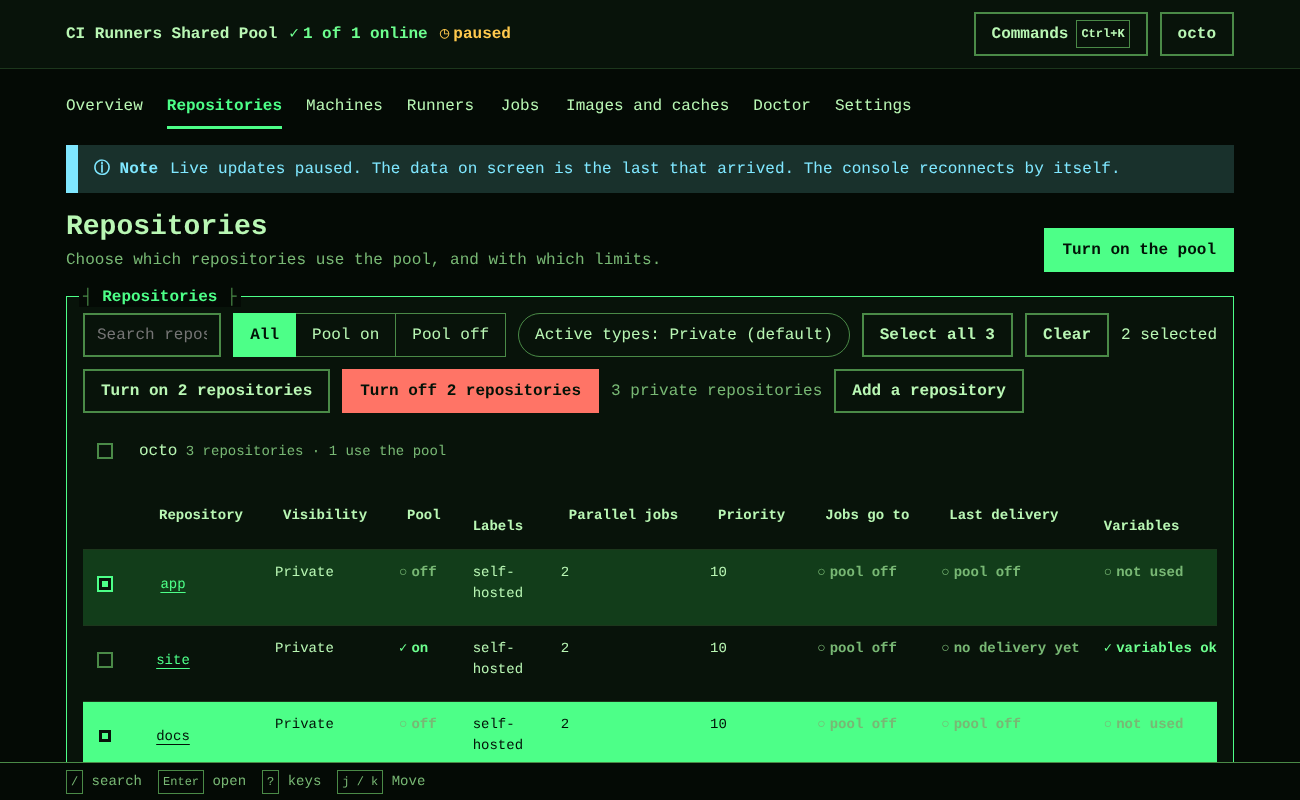 CI Runners Shared Pool ✓ 1 of 1 online ◷ paused Commands Ctrl+K octo
Overview Repositories Machines Runners Jobs Images and caches Doctor Settings
ⓘ Note Live updates paused. The data on screen is the last that arrived. The console reconnects by itself.
Repositories
Choose which repositories use the pool, and with which limits.
Turn on the pool
┤ Repositories ├
Search repos All Pool on Pool off Active types: Private (default) Select all 3 Clear 2 selected
Turn on 2 repositories Turn off 2 repositories 3 private repositories Add a repository
octo 3 repositories · 1 use the pool
Repository Visibility Pool Labels Parallel jobs Priority Jobs go to Last delivery Variables
app Private ○ off self-hosted 2 10 ○ pool off ○ pool off ○ not used
site Private ✓ on self-hosted 2 10 ○ pool off ○ no delivery yet ✓ variables ok
docs Private ○ off self-hosted 2 10 ○ pool off ○ pool off ○ not used
/ search Enter open ? keys j / k Move